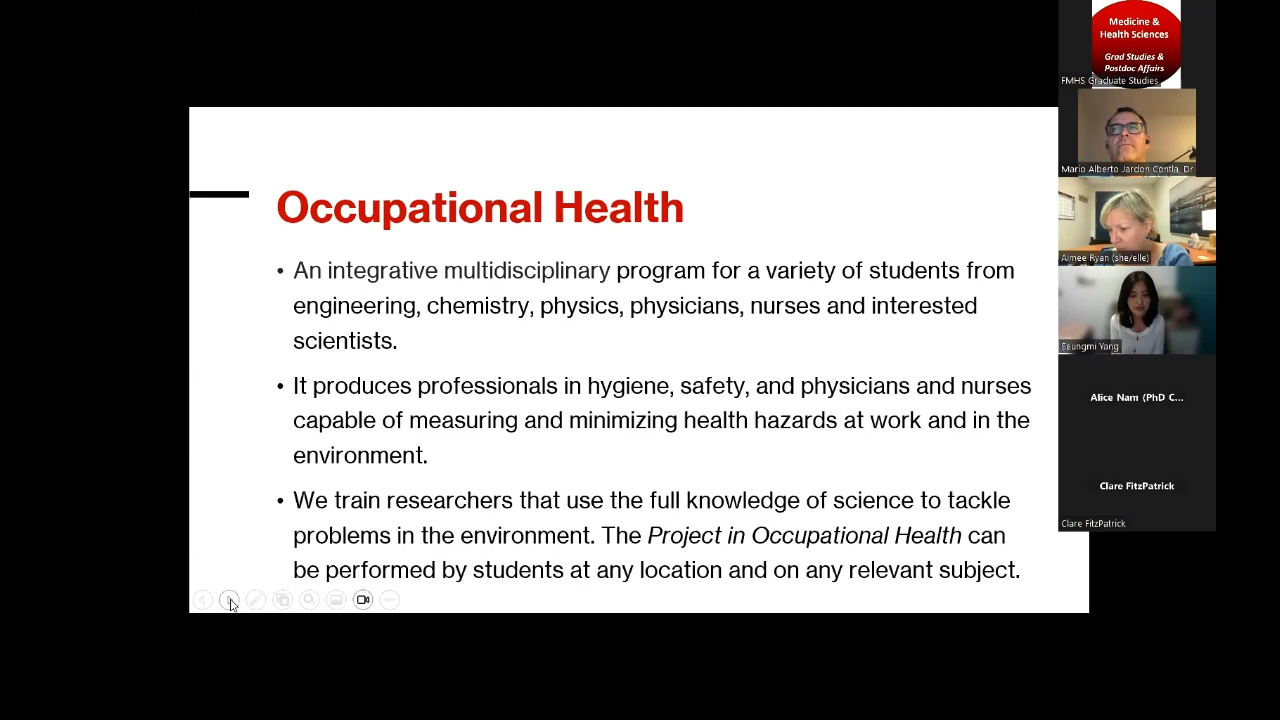 Occupational Health
• An integrative multidisciplinary program for a variety of students from
engineering, chemistry, physics, physicians, nurses and interested
scientists.
• It produces professionals in hygiene, safety, and physicians and nurses
capable of measuring and minimizing health hazards at work and in the
environment.
• We train researchers that use the full knowledge of science to tackle
problems in the environment. The Project in Occupational Health can
be performed by students at any location and on any relevant subject.
Medicine &
Health Sciences
Grad Studies &
Postdoc Affairs
FMHS Graduate Studies
Mario Alberto Jardon Contla, Dr
Aimee Ryan (she/elle)
Seungmi Yang
Alice Nam (PhD C...
Clare FitzPatrick
Clare FitzPatrick